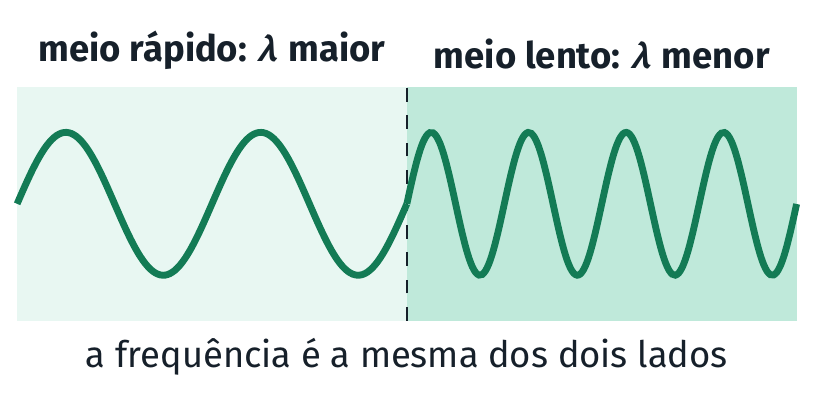 meio rápido: λ maior
meio lento: λ menor
a frequência é a mesma dos dois lados